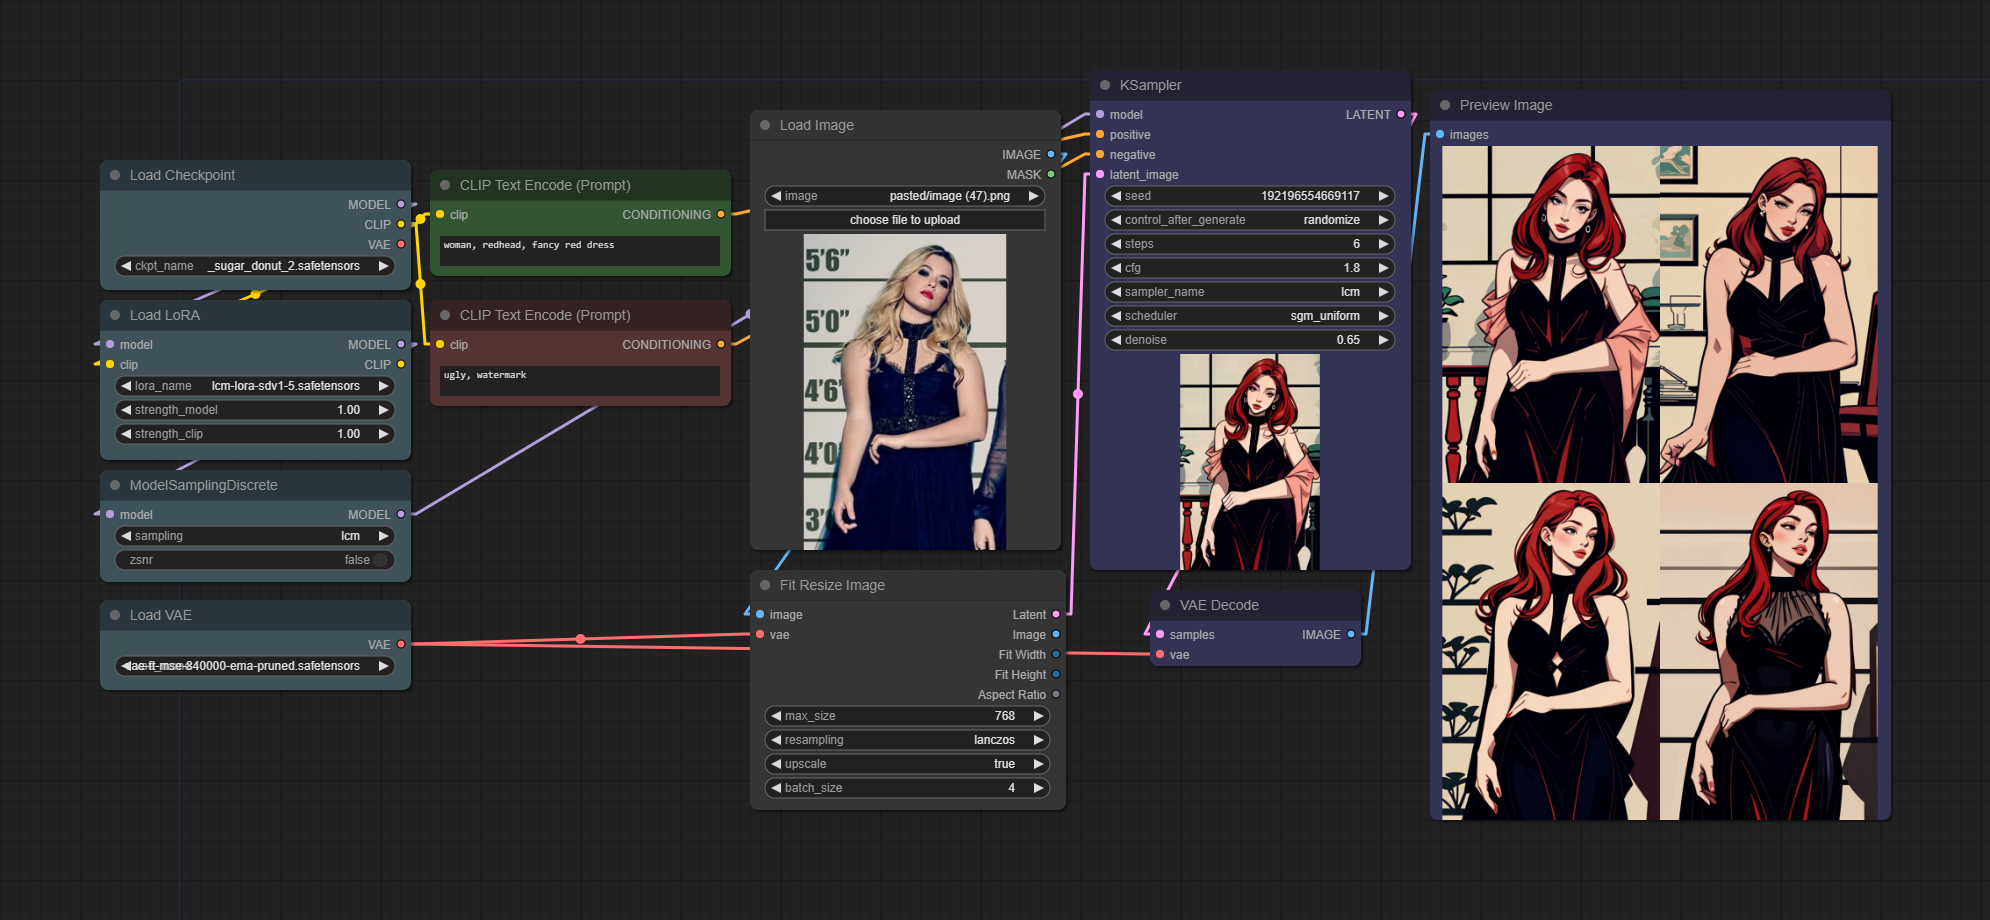 Load Checkpoint
MODEL
CLIP
VAE
ckpt_name _sugar_donut_2.safetensors
Load LoRA
model MODEL
clip CLIP
lora_name lcm-lora-sdv1-5.safetensors
strength_model 1.00
strength_clip 1.00
ModelSamplingDiscrete
model MODEL
sampling lcm
zsnr false
Load VAE
VAE
ae-ft-mse-840000-ema-pruned.safetensors
CLIP Text Encode (Prompt)
clip CONDITIONING
woman, redhead, fancy red dress
CLIP Text Encode (Prompt)
clip CONDITIONING
ugly, watermark
Load Image
IMAGE
MASK
image pasted/image (47).png
choose file to upload
5'6"
5'0"
4'6"
4'0"
3'
Fit Resize Image
image Latent
vae Image
Fit Width
Fit Height
Aspect Ratio
max_size 768
resampling lanczos
upscale true
batch_size 4
KSampler
model LATENT
positive
negative
latent_image
seed 192196554669117
control_after_generate randomize
steps 6
cfg 1.8
sampler_name lcm
scheduler sgm_uniform
denoise 0.65
VAE Decode
samples IMAGE
vae
Preview Image
images